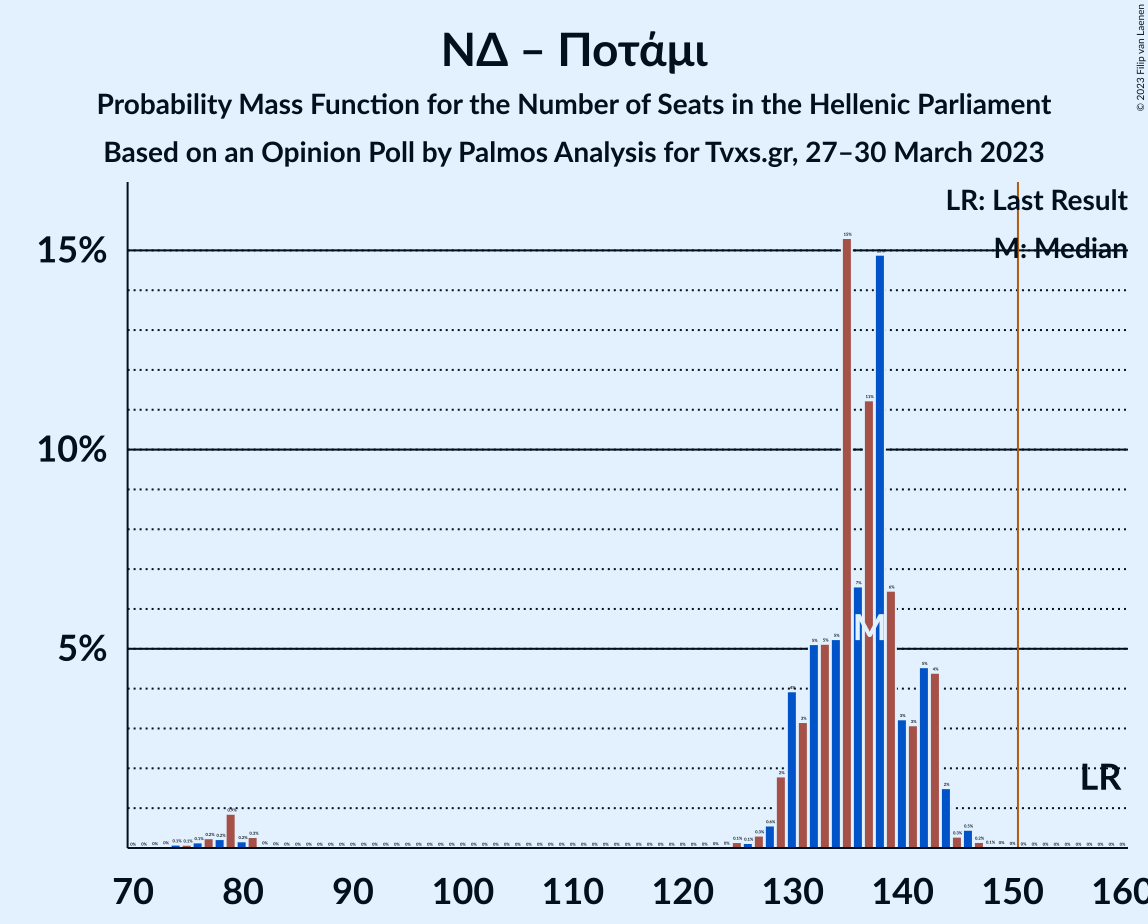 © 2023 Filip van Laenen
ΝΔ – Ποτάμι
Probability Mass Function for the Number of Seats in the Hellenic Parliament
Based on an Opinion Poll by Palmos Analysis for Tvxs.gr, 27–30 March 2023
LR: Last Result
M: Median
15%
10%
5%
M
LR
70 80 90 100 110 120 130 140 150 160